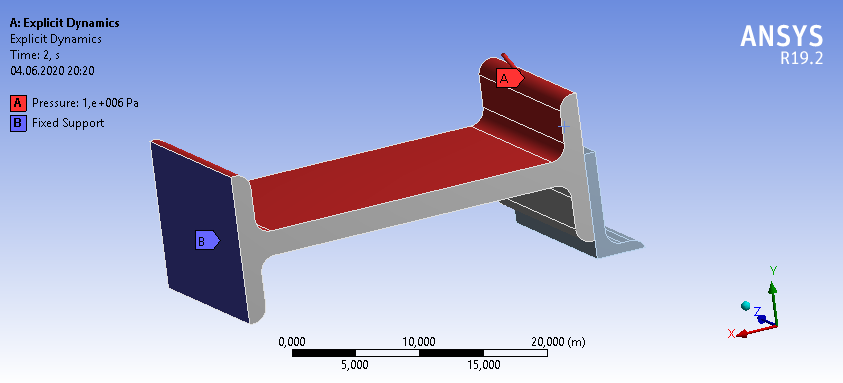 A: Explicit Dynamics
Explicit Dynamics
Time: 2, s
04.06.2020 20:20
A Pressure: 1,e+006 Pa
B Fixed Support
ANSYS
R19.2
A
B
0,000 10,000 20,000 (m)
5,000 15,000
Y
Z
X